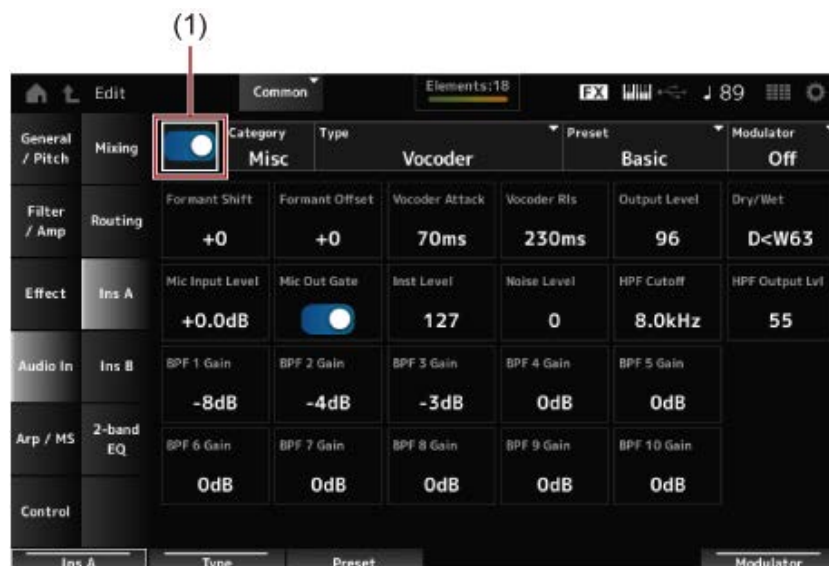 (1)
Edit
Common
Elements:18
FX
89
General / Pitch
Filter / Amp
Effect
Audio In
Arp / MS
Control
Mixing
Routing
Ins A
Ins B
2-band EQ
Category
Misc
Type
Vocoder
Preset
Basic
Modulator
Off
Formant Shift
+0
Formant Offset
+0
Vocoder Attack
70ms
Vocoder Rls
230ms
Output Level
96
Dry/Wet
D<W63
Mic Input Level
+0.0dB
Mic Out Gate
Inst Level
127
Noise Level
0
HPF Cutoff
8.0kHz
HPF Output Lvl
55
BPF 1 Gain
-8dB
BPF 2 Gain
-4dB
BPF 3 Gain
-3dB
BPF 4 Gain
0dB
BPF 5 Gain
0dB
BPF 6 Gain
0dB
BPF 7 Gain
0dB
BPF 8 Gain
0dB
BPF 9 Gain
0dB
BPF 10 Gain
0dB
Ins A
Type
Preset
Modulator